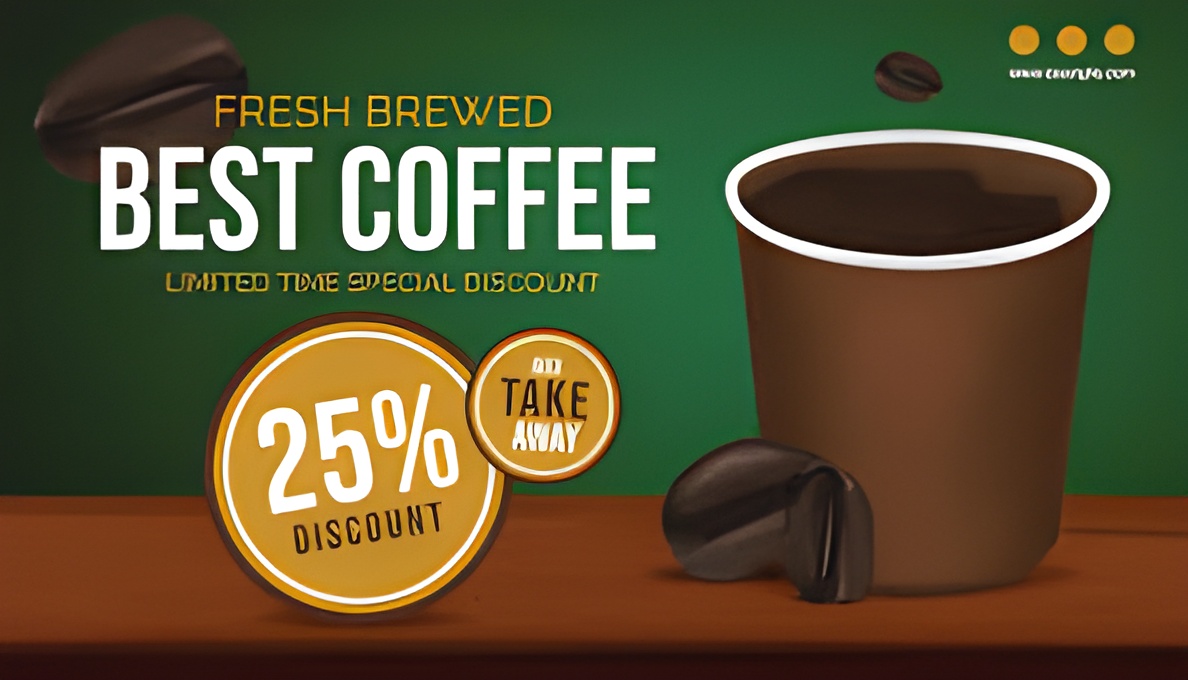 FRESH BREWED
BEST COFFEE
LIMITED TIME SPECIAL DISCOUNT
25%
DISCOUNT
TAKE
AWAY